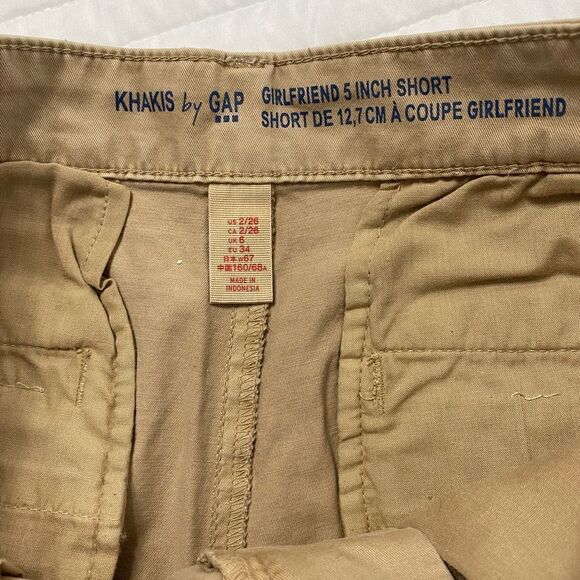 KHAKIS by GAP
GIRLFRIEND 5 INCH SHORT
SHORT DE 12,7 CM À COUPE GIRLFRIEND
US 2/26
CA 2/26
UK 6
EU 34
日本 W67
中国 160/68A
MADE IN
INDONESIA